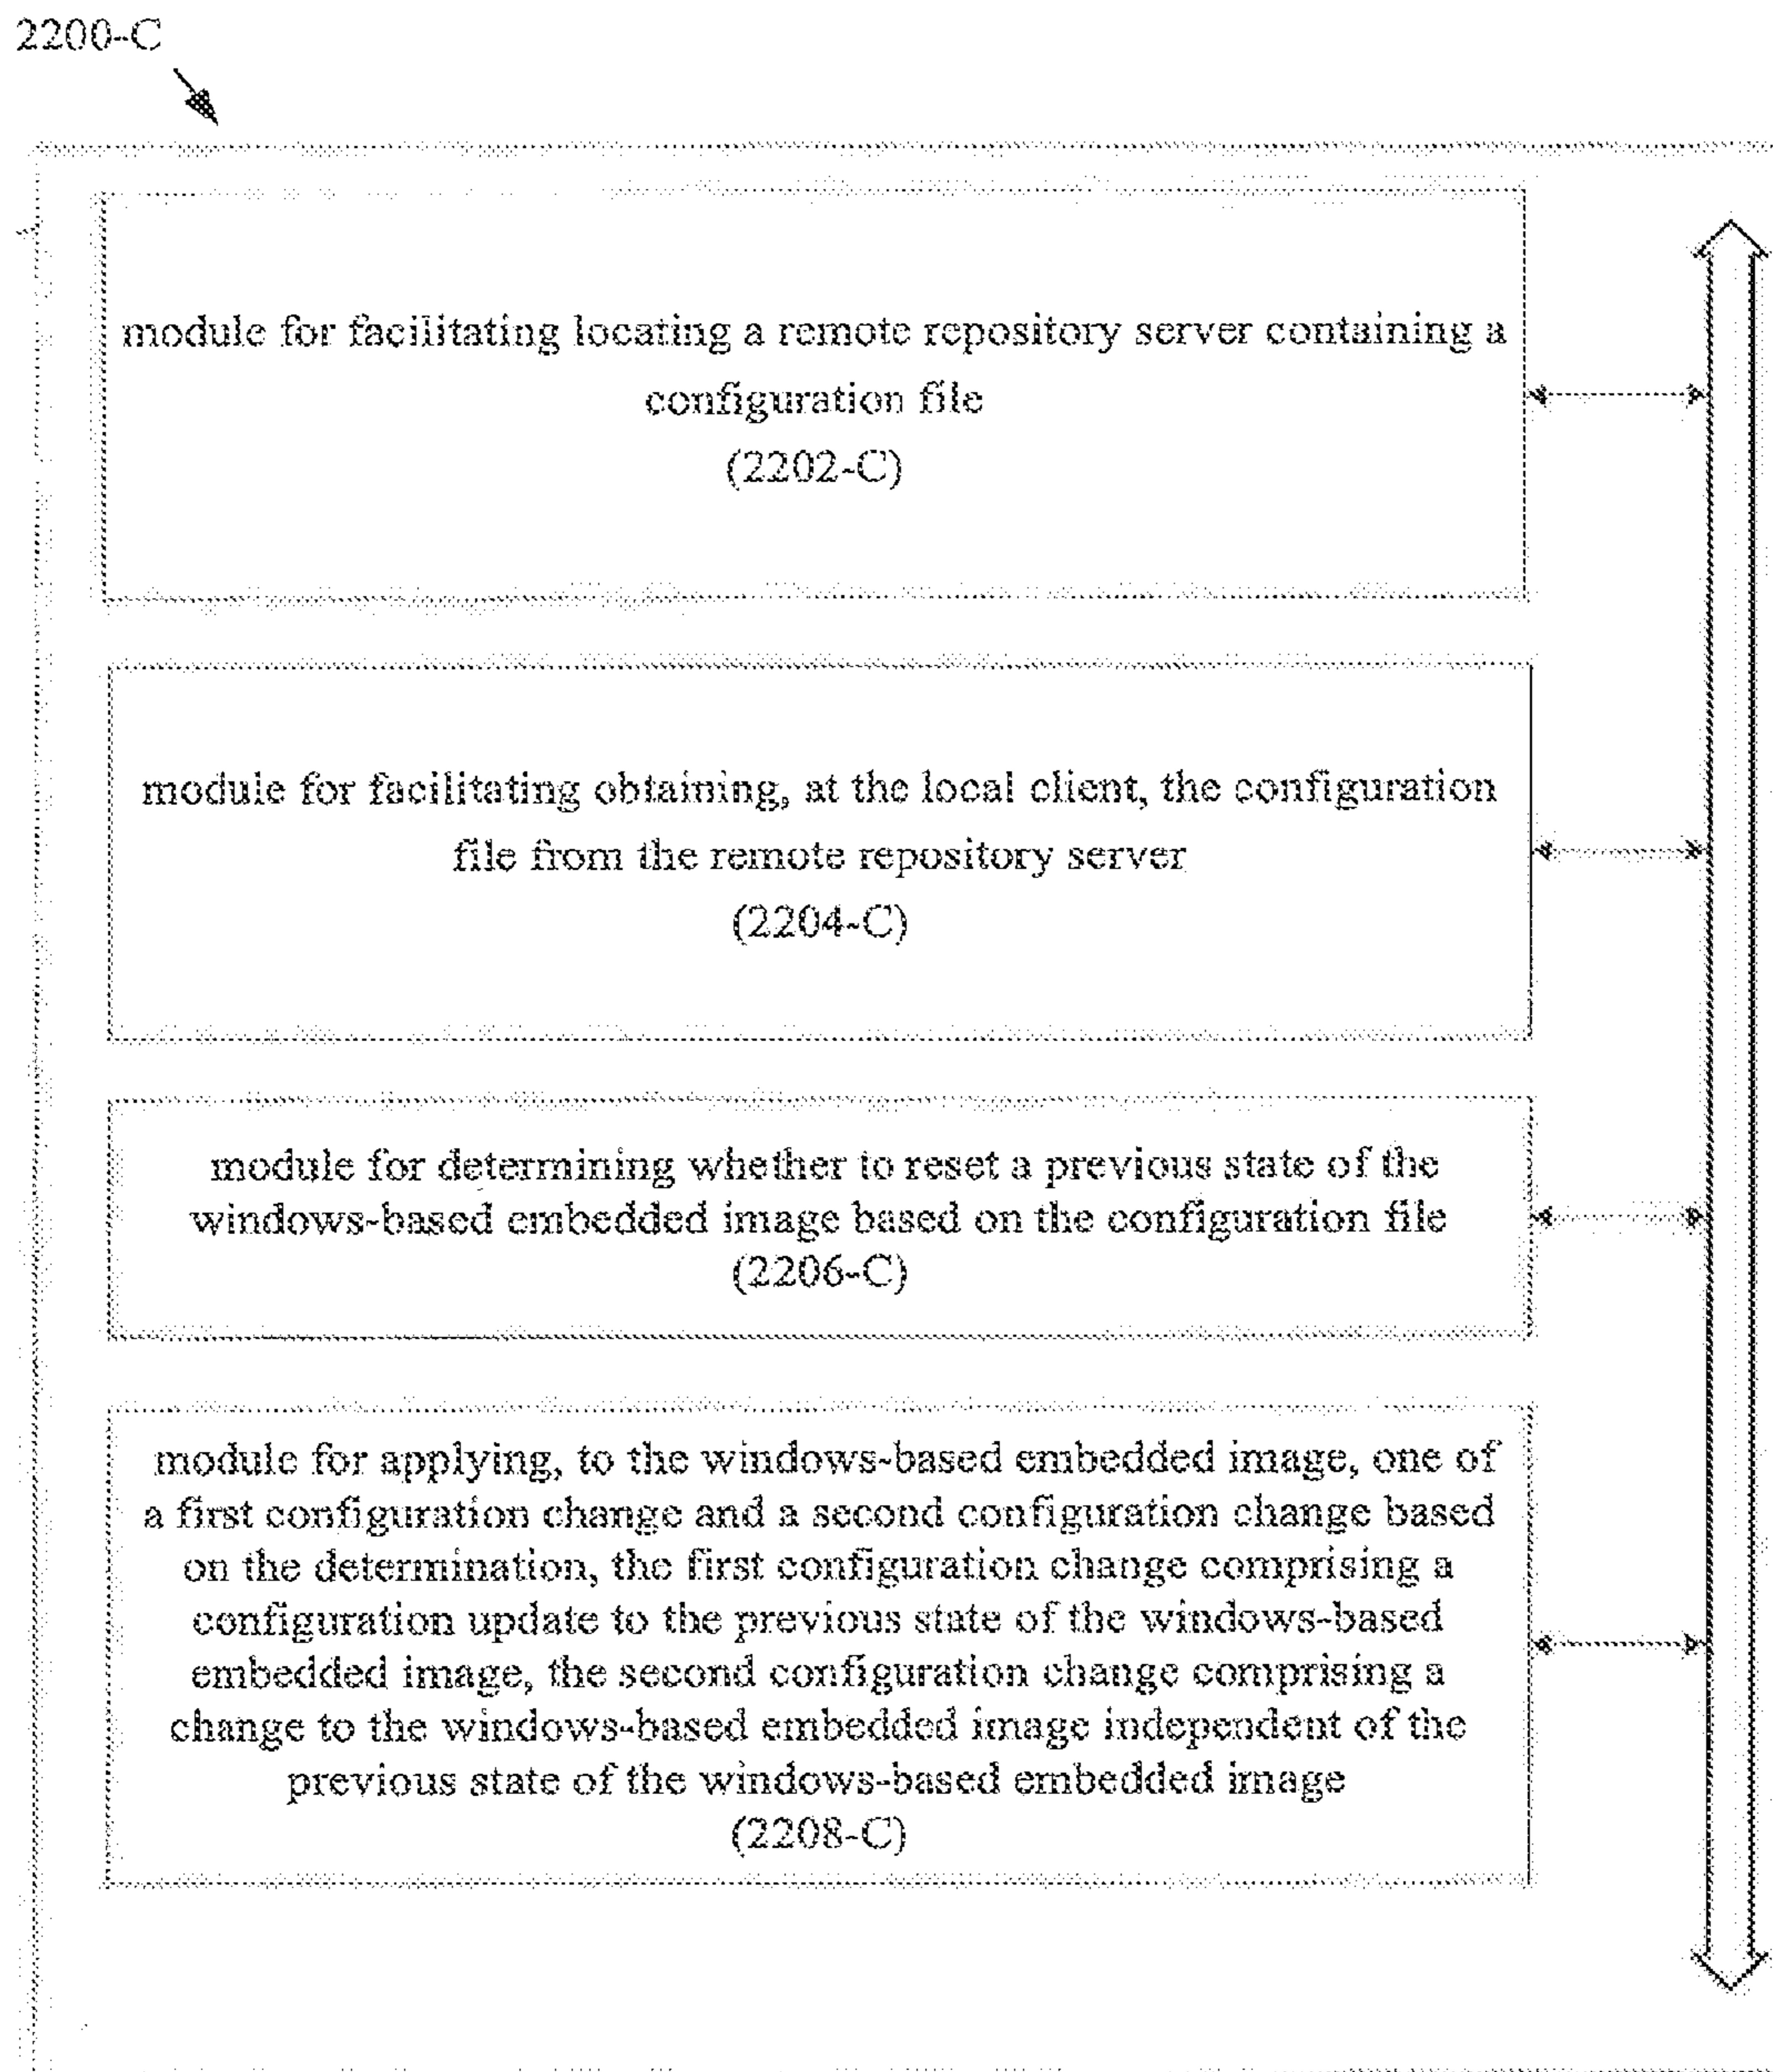 2200-C
module for facilitating locating a remote repository server containing a
configuration file
(2202-C)
module for facilitating obtaining, at the local client, the configuration
file from the remote repository server
(2204-C)
module for determining whether to reset a previous state of the
windows-based embedded image based on the configuration file
(2206-C)
module for applying, to the windows-based embedded image, one of
a first configuration change and a second configuration change based
on the determination, the first configuration change comprising a
configuration update to the previous state of the windows-based
embedded image, the second configuration change comprising a
change to the windows-based embedded image independent of the
previous state of the windows-based embedded image
(2208-C)